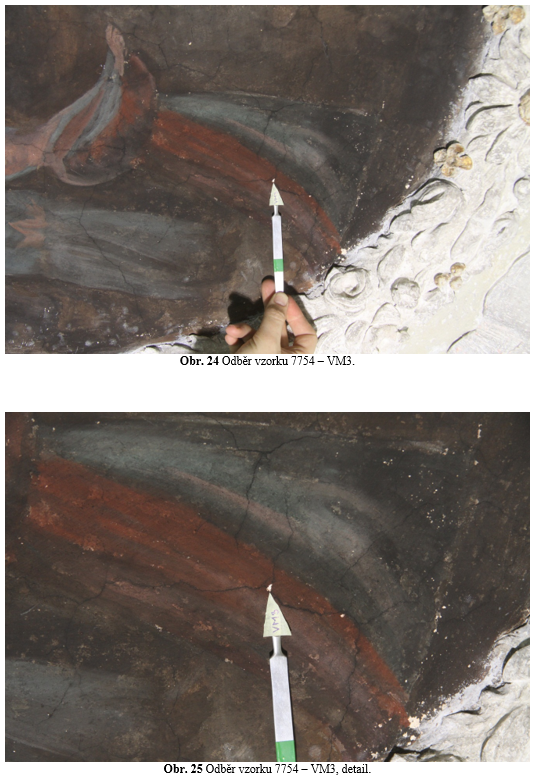 Obr. 24 Odběr vzorku 7754 – VM3.
VM3
Obr. 25 Odběr vzorku 7754 – VM3, detail.